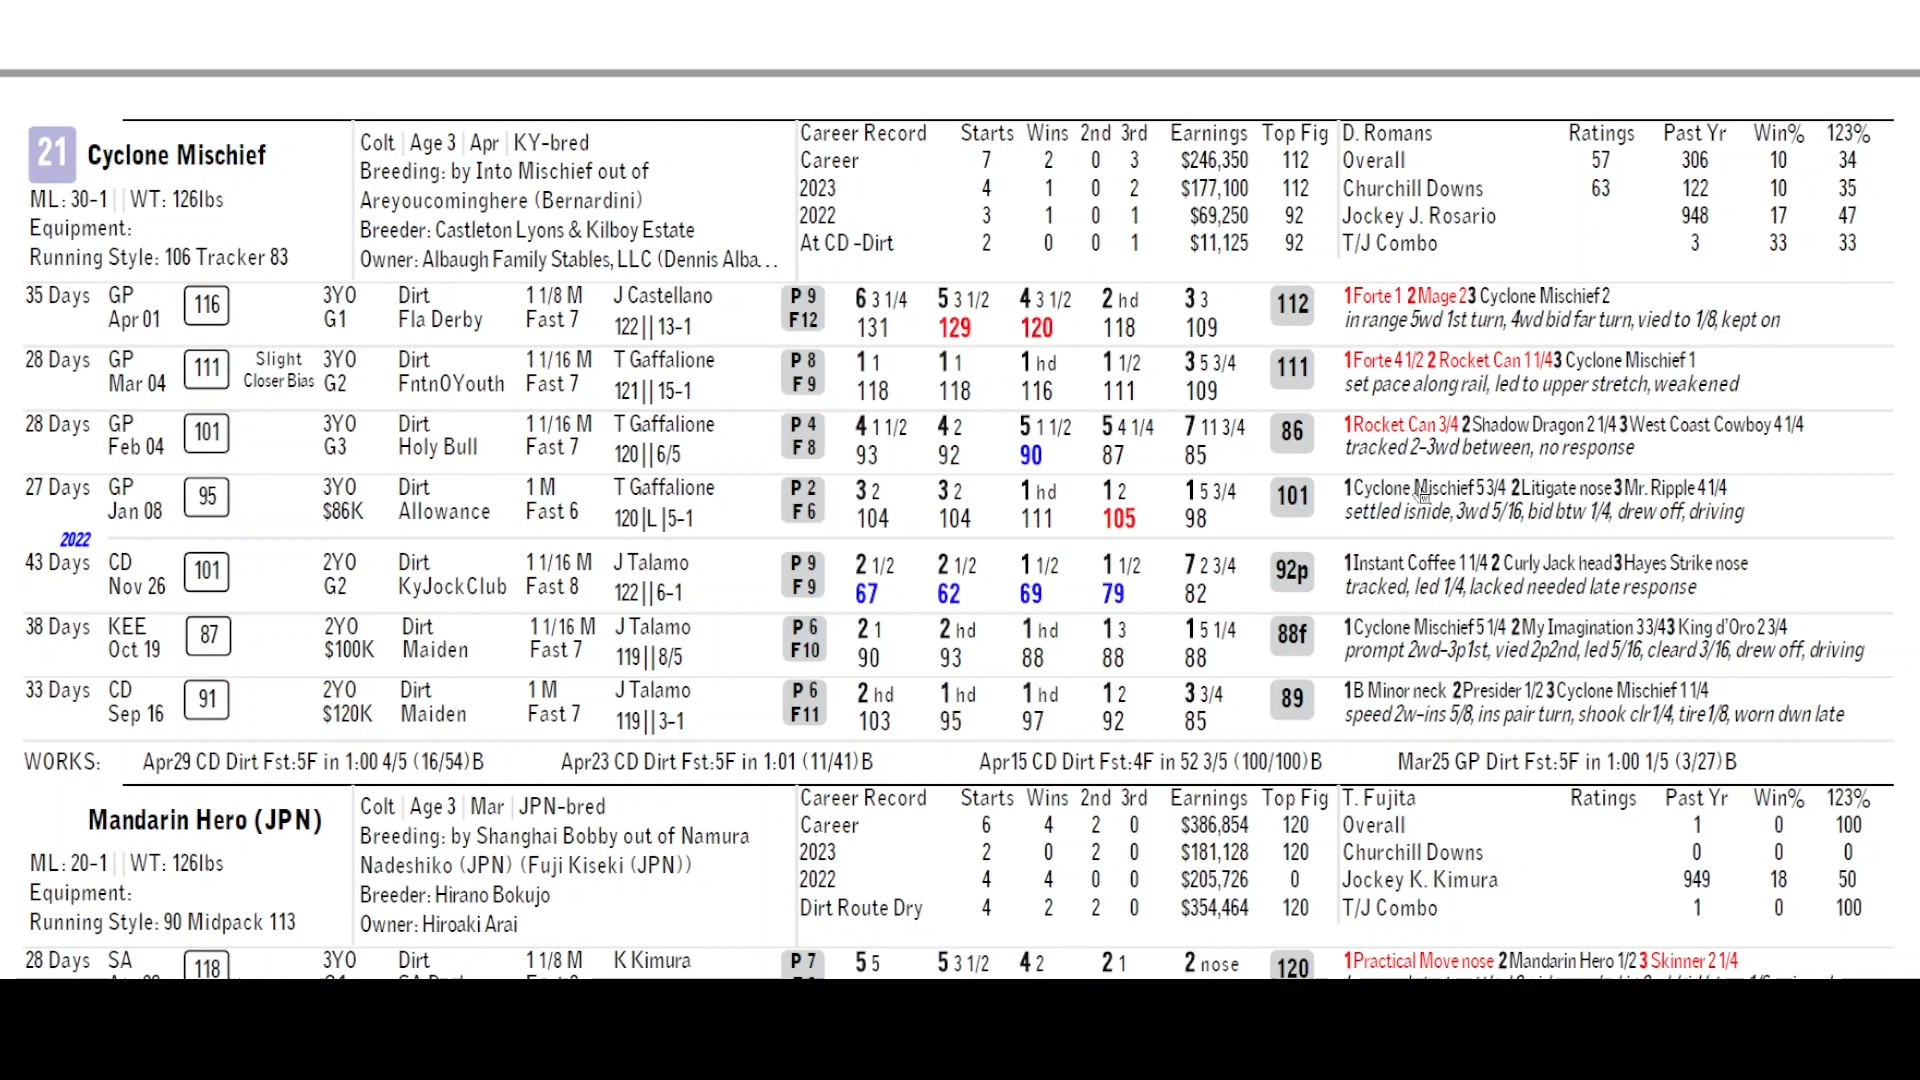 21 Cyclone Mischief
ML: 30-1 || WT: 126lbs
Equipment:
Running Style: 106 Tracker 83
Colt | Age 3 | Apr | KY-bred
Breeding: by Into Mischief out of
Areyoucominghere (Bernardini)
Breeder: Castleton Lyons & Kilboy Estate
Owner: Albaugh Family Stables, LLC (Dennis Alba...
Career Record Starts Wins 2nd 3rd Earnings Top Fig
Career 7 2 0 3 $246,350 112
2023 4 1 0 2 $177,100 112
2022 3 1 0 1 $69,250 92
At CD -Dirt 2 0 0 1 $11,125 92
D. Romans Ratings Past Yr Win% 123%
Overall 57 306 10 34
Churchill Downs 63 122 10 35
Jockey J. Rosario 948 17 47
T/J Combo 3 33 33
35 Days GP 116 3YO Dirt 1 1/8 M J Castellano P 9 6 3 1/4 5 3 1/2 4 3 1/2 2 hd 3 3 112 1Forte 1 2Mage 23 Cyclone Mischief 2
Apr 01 G1 Fla Derby Fast 7 122|| 13-1 F12 131 129 120 118 109 in range 5wd 1st turn, 4wd bid far turn, vied to 1/8, kept on
28 Days GP 111 Slight 3YO Dirt 1 1/16 M T Gaffalione P 8 1 1 1 1 1 hd 1 1/2 3 5 3/4 111 1Forte 4 1/2 2 Rocket Can 1 1/43 Cyclone Mischief 1
Mar 04 Closer Bias G2 FntnOYouth Fast 7 121|| 15-1 F 9 118 118 116 111 109 set pace along rail, led to upper stretch, weakened
28 Days GP 101 3YO Dirt 1 1/16 M T Gaffalione P 4 4 1 1/2 4 2 5 1 1/2 5 4 1/4 7 11 3/4 86 1Rocket Can 3/4 2Shadow Dragon 2 1/4 3West Coast Cowboy 4 1/4
Feb 04 G3 Holy Bull Fast 7 120|| 6/5 F 8 93 92 90 87 85 tracked 2-3wd between, no response
27 Days GP 95 3YO Dirt 1 M T Gaffalione P 2 3 2 3 2 1 hd 1 2 1 5 3/4 101 1Cyclone Mischief 5 3/4 2Litigate nose3Mr. Ripple 4 1/4
Jan 08 $86K Allowance Fast 6 120|L |5-1 F 6 104 104 111 105 98 settled isnide, 3wd 5/16, bid btw 1/4, drew off, driving
2022
43 Days CD 101 2YO Dirt 1 1/16 M J Talamo P 9 2 1/2 2 1/2 1 1/2 1 1/2 7 2 3/4 92p 1Instant Coffee 1 1/4 2 Curly Jack head3Hayes Strike nose
Nov 26 G2 KyJockClub Fast 8 122|| 6-1 F 9 67 62 69 79 82 tracked, led 1/4, lacked needed late response
38 Days KEE 87 2YO Dirt 1 1/16 M J Talamo P 6 2 1 2 hd 1 hd 1 3 1 5 1/4 88f 1Cyclone Mischief 5 1/4 2My Imagination 3 3/43 King d'Oro 2 3/4
Oct 19 $100K Maiden Fast 7 119|| 8/5 F10 90 93 88 88 88 prompt 2wd-3p1st, vied 2p2nd, led 5/16, cleard 3/16, drew off, driving
33 Days CD 91 2YO Dirt 1 M J Talamo P 6 2 hd 1 hd 1 hd 1 2 3 3/4 89 1B Minor neck 2Presider 1/2 3Cyclone Mischief 1 1/4
Sep 16 $120K Maiden Fast 7 119|| 3-1 F11 103 95 97 92 85 speed 2w-ins 5/8, ins pair turn, shook clr1/4, tire1/8, worn dwn late
WORKS: Apr29 CD Dirt Fst:5F in 1:00 4/5 (16/54)B Apr23 CD Dirt Fst:5F in 1:01 (11/41)B Apr15 CD Dirt Fst:4F in 52 3/5 (100/100)B Mar25 GP Dirt Fst:5F in 1:00 1/5 (3/27)B
Mandarin Hero (JPN)
ML: 20-1 || WT: 126lbs
Equipment:
Running Style: 90 Midpack 113
Colt | Age 3 | Mar | JPN-bred
Breeding: by Shanghai Bobby out of Namura
Nadeshiko (JPN) (Fuji Kiseki (JPN))
Breeder: Hirano Bokujo
Owner: Hiroaki Arai
Career Record Starts Wins 2nd 3rd Earnings Top Fig
Career 6 4 2 0 $386,854 120
2023 2 0 2 0 $181,128 120
2022 4 4 0 0 $205,726 0
Dirt Route Dry 4 2 2 0 $354,464 120
T. Fujita Ratings Past Yr Win% 123%
Overall 1 0 100
Churchill Downs 0 0 0
Jockey K. Kimura 949 18 50
T/J Combo 1 0 100
28 Days SA 118 3YO Dirt 1 1/8 M K Kimura P 7 5 5 5 3 1/2 4 2 2 1 2 nose 120 1Practical Move nose 2Mandarin Hero 1/2 3 Skinner 2 1/4